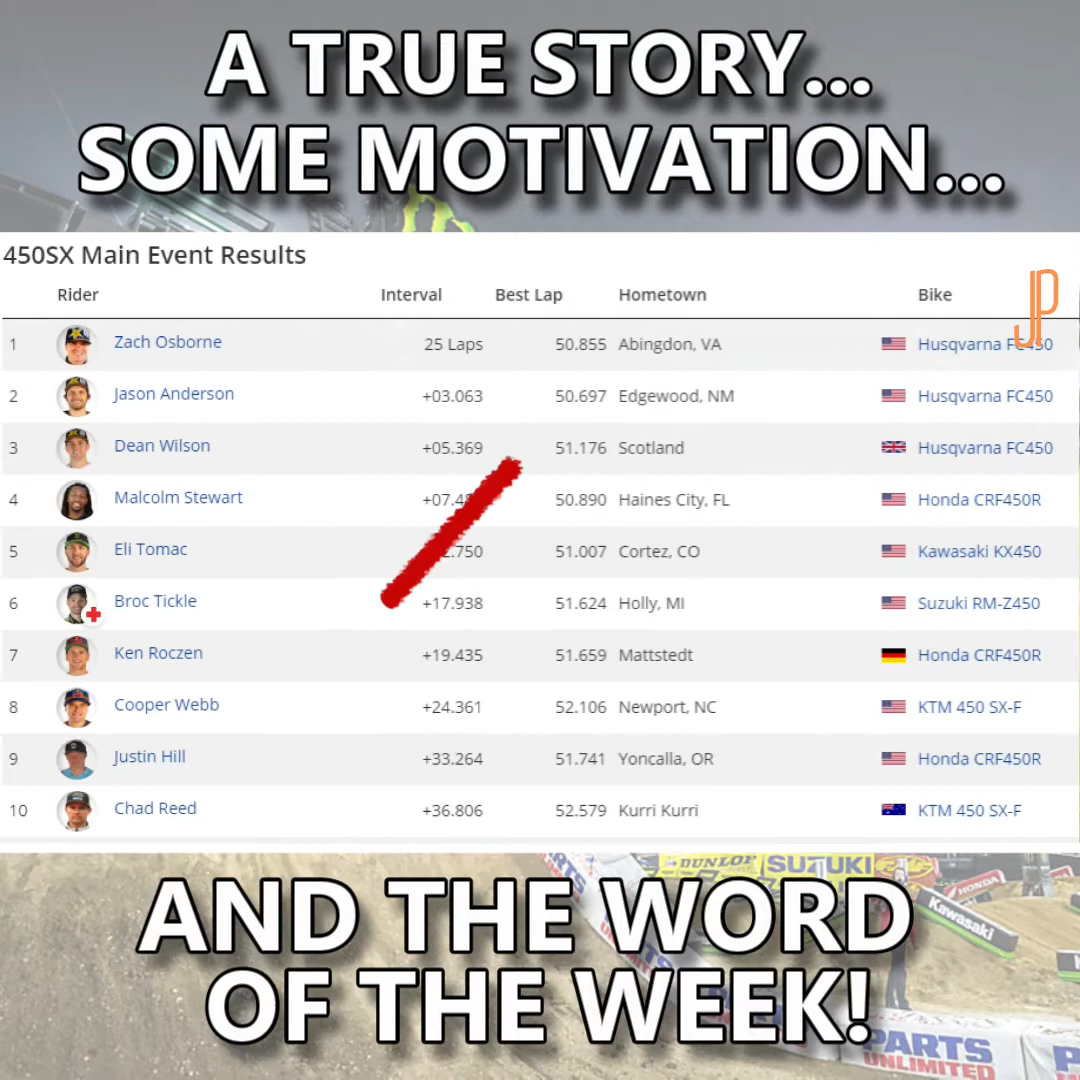 A TRUE STORY...
SOME MOTIVATION...
450SX Main Event Results
Rider Interval Best Lap Hometown Bike
JP
1 Zach Osborne 25 Laps 50.855 Abingdon, VA Husqvarna FC450
2 Jason Anderson +03.063 50.697 Edgewood, NM Husqvarna FC450
3 Dean Wilson +05.369 51.176 Scotland Husqvarna FC450
4 Malcolm Stewart +07.4 50.890 Haines City, FL Honda CRF450R
5 Eli Tomac .750 51.007 Cortez, CO Kawasaki KX450
6 Broc Tickle +17.938 51.624 Holly, MI Suzuki RM-Z450
7 Ken Roczen +19.435 51.659 Mattstedt Honda CRF450R
8 Cooper Webb +24.361 52.106 Newport, NC KTM 450 SX-F
9 Justin Hill +33.264 51.741 Yoncalla, OR Honda CRF450R
10 Chad Reed +36.806 52.579 Kurri Kurri KTM 450 SX-F
DUNLOP SUZUKI
HONDA
Kawasaki
AND THE WORD
OF THE WEEK!
PARTS
UNLIMITED